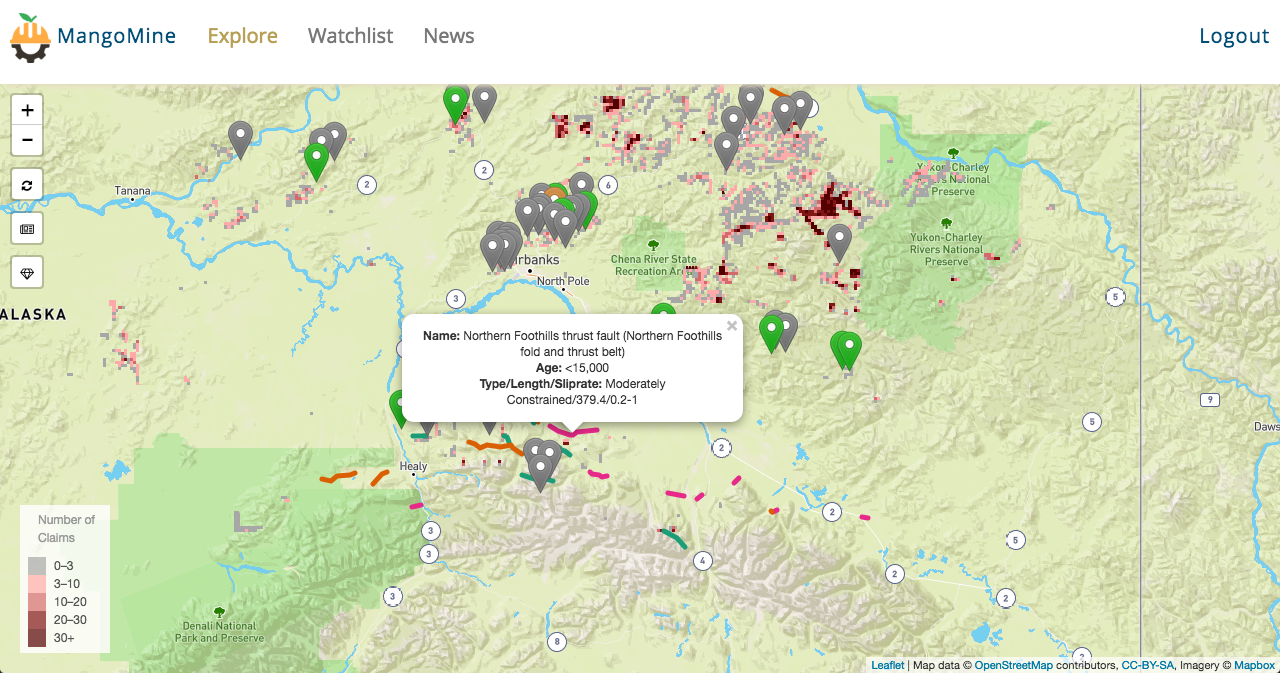 MangoMine
Explore
Watchlist
News
Logout
+
−
2
2
6
Tanana
Yukon-Charley
Rivers National
Preserve
Yukon-Charley
Rivers National
Preserve
Chena River State
Recreation Area
rbanks
North Pole
3
5
ALASKA
×
Name: Northern Foothills thrust fault (Northern Foothills
fold and thrust belt)
Age: <15,000
Type/Length/Sliprate: Moderately
Constrained/379.4/0.2-1
9
5
Daws
2
Healy
2
3
3
4
5
2
3
2
8
2
Number of
Claims
0–3
3–10
10–20
20–30
30+
Denali National
Park and Preserve
Leaflet | Map data © OpenStreetMap contributors, CC-BY-SA, Imagery © Mapbox